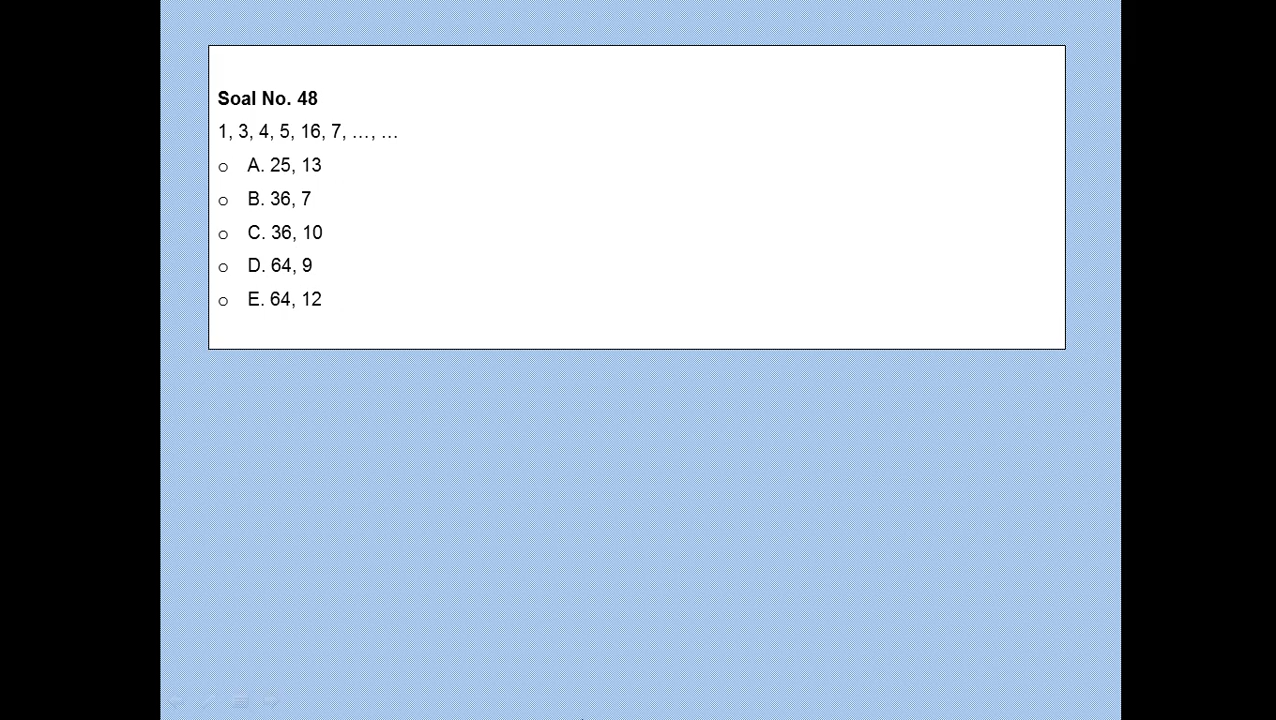 Soal No. 48
1, 3, 4, 5, 16, 7, …, …
o A. 25, 13
o B. 36, 7
o C. 36, 10
o D. 64, 9
o E. 64, 12